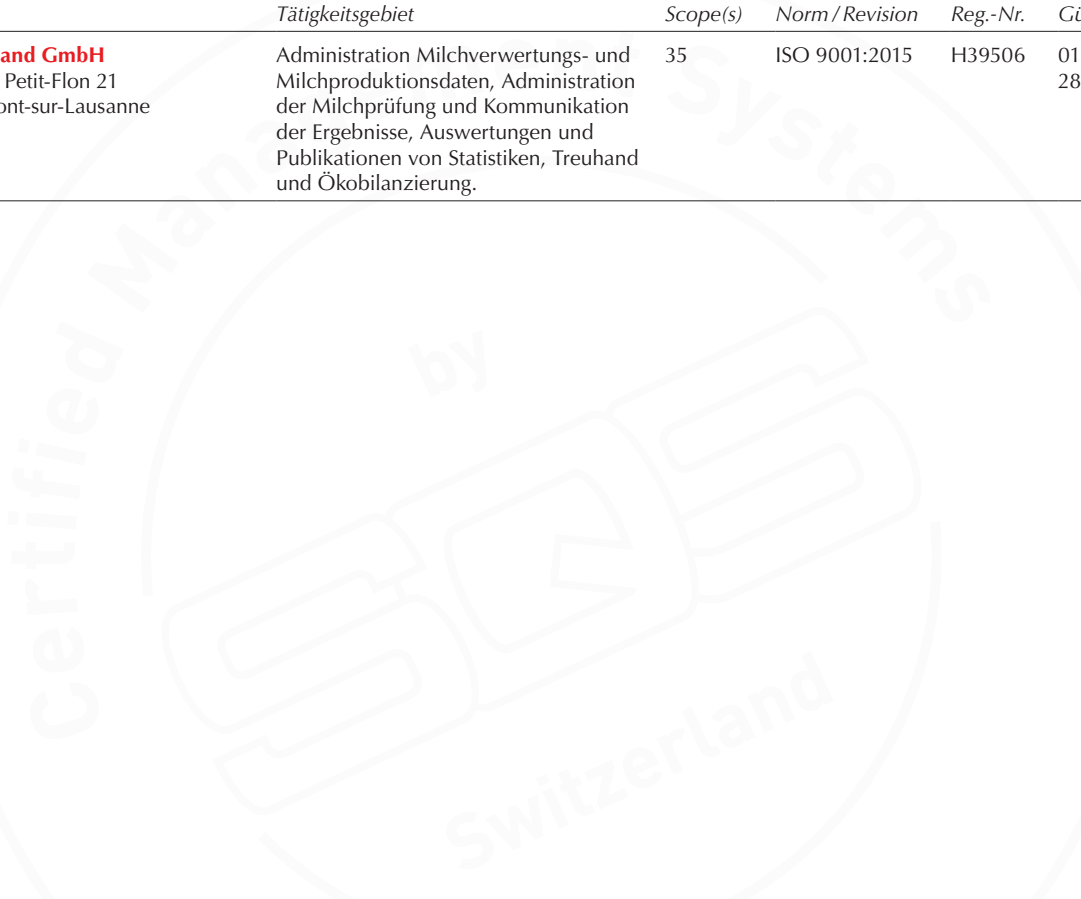 Tätigkeitsgebiet Scope(s) Norm / Revision Reg.-Nr.
and GmbH Administration Milchverwertungs- und 35 ISO 9001:2015 H39506 01
Petit-Flon 21 Milchproduktionsdaten, Administration 28
ont-sur-Lausanne der Milchprüfung und Kommunikation
der Ergebnisse, Auswertungen und
Publikationen von Statistiken, Treuhand
und Ökobilanzierung.
Certified Management Systems
by
SQS
Switzerland